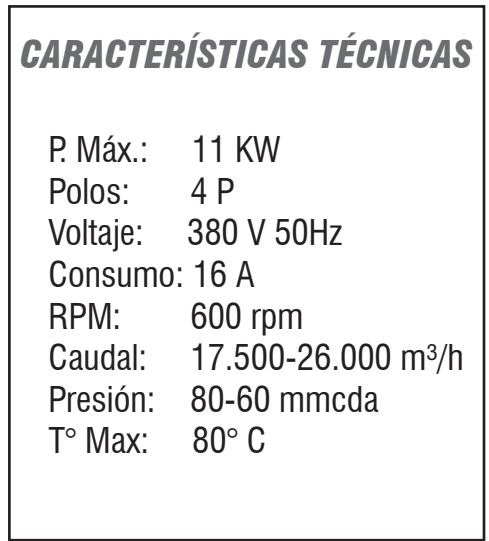 CARACTERÍSTICAS TÉCNICAS
P. Máx.: 11 KW
Polos: 4 P
Voltaje: 380 V 50Hz
Consumo: 16 A
RPM: 600 rpm
Caudal: 17.500-26.000 m³/h
Presión: 80-60 mmcda
T° Max: 80° C